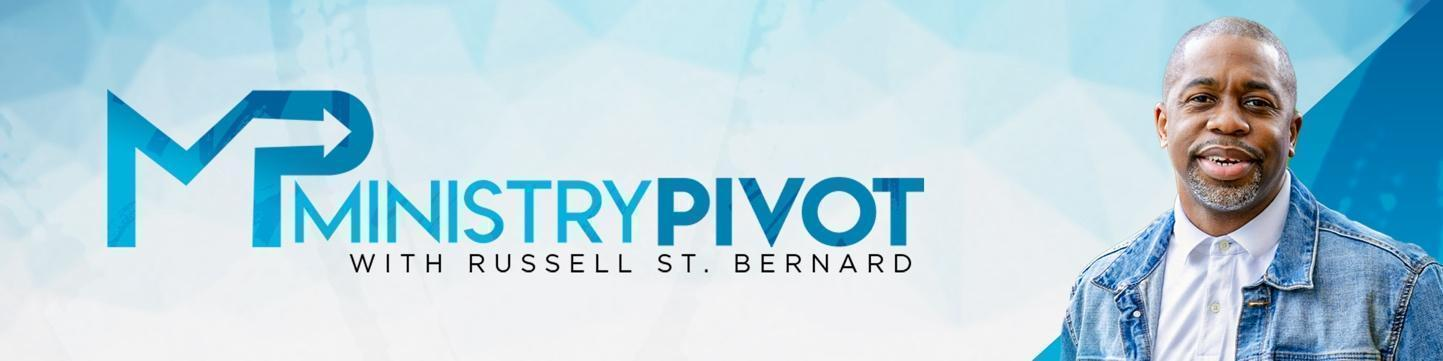 MP
MINISTRYPIVOT
WITH RUSSELL ST. BERNARD